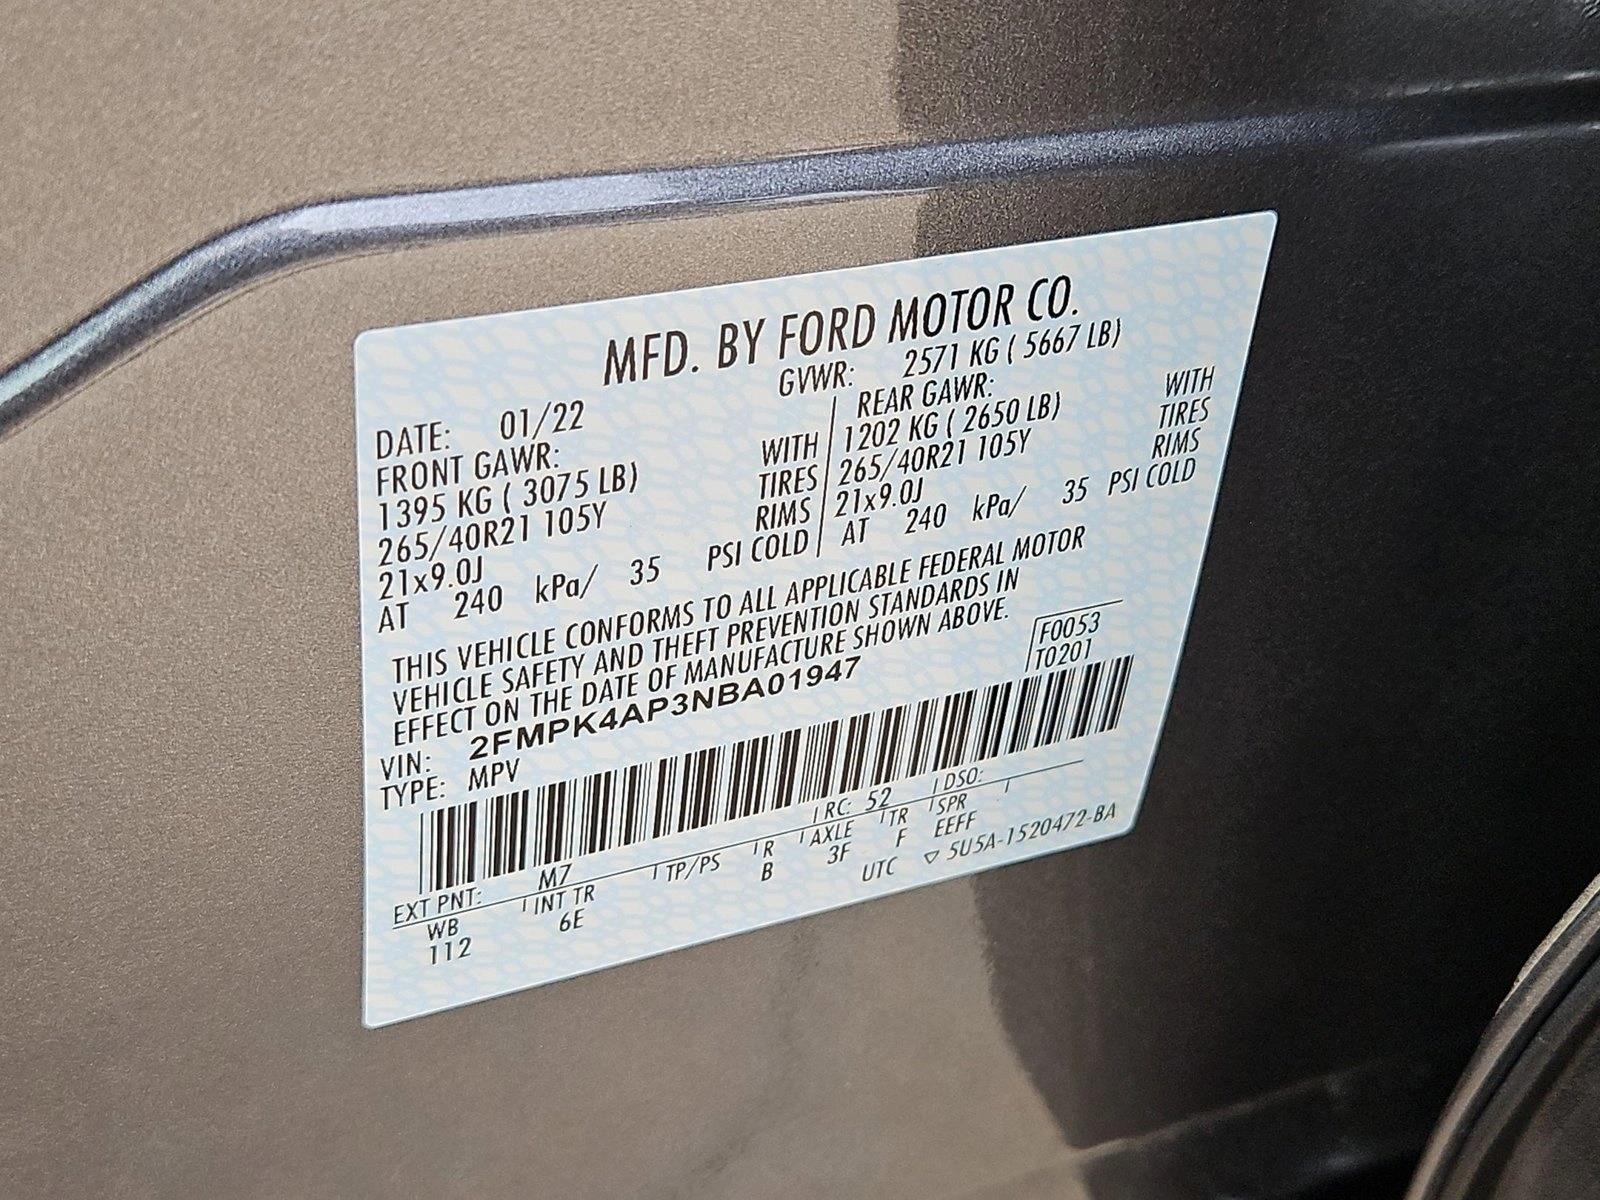 MFD. BY FORD MOTOR CO.
DATE: 01/22 GVWR: 2571 KG ( 5667 LB)
FRONT GAWR: REAR GAWR:
1395 KG ( 3075 LB) WITH 1202 KG ( 2650 LB) WITH
265/40R21 105Y TIRES 265/40R21 105Y TIRES
21x9.0J RIMS 21x9.0J RIMS
AT 240 kPa/ 35 PSI COLD AT 240 kPa/ 35 PSI COLD
THIS VEHICLE CONFORMS TO ALL APPLICABLE FEDERAL MOTOR
VEHICLE SAFETY AND THEFT PREVENTION STANDARDS IN
EFFECT ON THE DATE OF MANUFACTURE SHOWN ABOVE.
VIN: 2FMPK4AP3NBA01947 F0053
TYPE: MPV T0201
EXT PNT: M7 RC: 52 DSO:
WB INT TR TP/PS R AXLE TR SPR
112 6E B 3F F EEFF
UTC ▽ 5U5A-1520472-BA